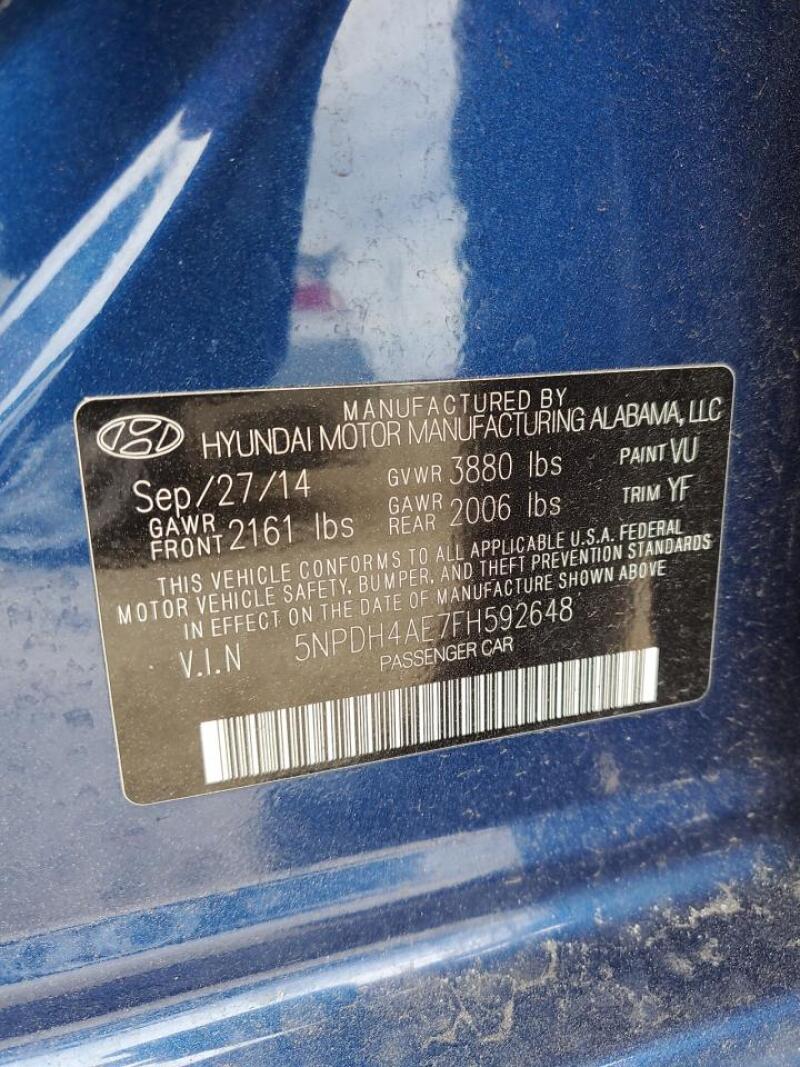 MANUFACTURED BY
HYUNDAI MOTOR MANUFACTURING ALABAMA, LLC
Sep/27/14 GVWR 3880 lbs PAINT VU
GAWR FRONT 2161 lbs GAWR REAR 2006 lbs TRIM YF
THIS VEHICLE CONFORMS TO ALL APPLICABLE U.S.A. FEDERAL
MOTOR VEHICLE SAFETY, BUMPER, AND THEFT PREVENTION STANDARDS
IN EFFECT ON THE DATE OF MANUFACTURE SHOWN ABOVE
V.I.N 5NPDH4AE7FH592648
PASSENGER CAR